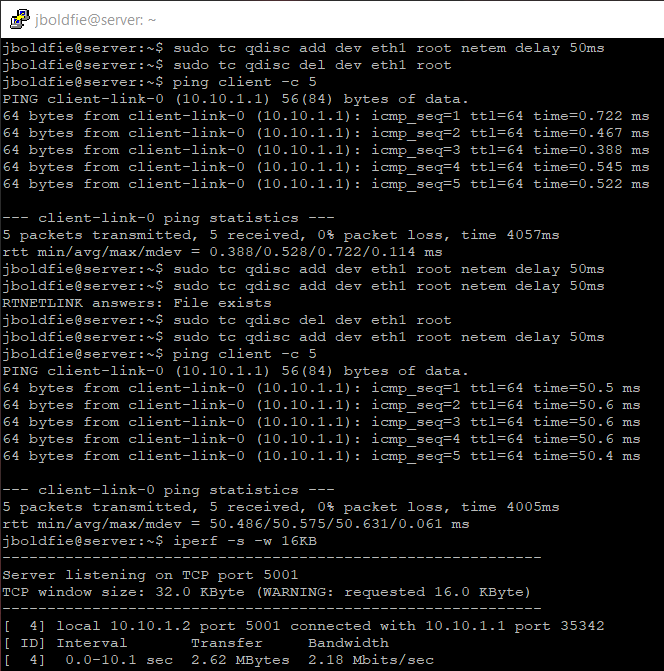 jboldfie@server: ~
jboldfie@server:~$ sudo tc qdisc add dev eth1 root netem delay 50ms
jboldfie@server:~$ sudo tc qdisc del dev eth1 root
jboldfie@server:~$ ping client -c 5
PING client-link-0 (10.10.1.1) 56(84) bytes of data.
64 bytes from client-link-0 (10.10.1.1): icmp_seq=1 ttl=64 time=0.722 ms
64 bytes from client-link-0 (10.10.1.1): icmp_seq=2 ttl=64 time=0.467 ms
64 bytes from client-link-0 (10.10.1.1): icmp_seq=3 ttl=64 time=0.388 ms
64 bytes from client-link-0 (10.10.1.1): icmp_seq=4 ttl=64 time=0.545 ms
64 bytes from client-link-0 (10.10.1.1): icmp_seq=5 ttl=64 time=0.522 ms

--- client-link-0 ping statistics ---
5 packets transmitted, 5 received, 0% packet loss, time 4057ms
rtt min/avg/max/mdev = 0.388/0.528/0.722/0.114 ms
jboldfie@server:~$ sudo tc qdisc add dev eth1 root netem delay 50ms
jboldfie@server:~$ sudo tc qdisc add dev eth1 root netem delay 50ms
RTNETLINK answers: File exists
jboldfie@server:~$ sudo tc qdisc del dev eth1 root
jboldfie@server:~$ sudo tc qdisc add dev eth1 root netem delay 50ms
jboldfie@server:~$ ping client -c 5
PING client-link-0 (10.10.1.1) 56(84) bytes of data.
64 bytes from client-link-0 (10.10.1.1): icmp_seq=1 ttl=64 time=50.5 ms
64 bytes from client-link-0 (10.10.1.1): icmp_seq=2 ttl=64 time=50.6 ms
64 bytes from client-link-0 (10.10.1.1): icmp_seq=3 ttl=64 time=50.6 ms
64 bytes from client-link-0 (10.10.1.1): icmp_seq=4 ttl=64 time=50.6 ms
64 bytes from client-link-0 (10.10.1.1): icmp_seq=5 ttl=64 time=50.4 ms

--- client-link-0 ping statistics ---
5 packets transmitted, 5 received, 0% packet loss, time 4005ms
rtt min/avg/max/mdev = 50.486/50.575/50.631/0.061 ms
jboldfie@server:~$ iperf -s -w 16KB
------------------------------------------------------------
Server listening on TCP port 5001
TCP window size: 32.0 KByte (WARNING: requested 16.0 KByte)
------------------------------------------------------------
[  4] local 10.10.1.2 port 5001 connected with 10.10.1.1 port 35342
[ ID] Interval       Transfer     Bandwidth
[  4]  0.0-10.1 sec  2.62 MBytes  2.18 Mbits/sec